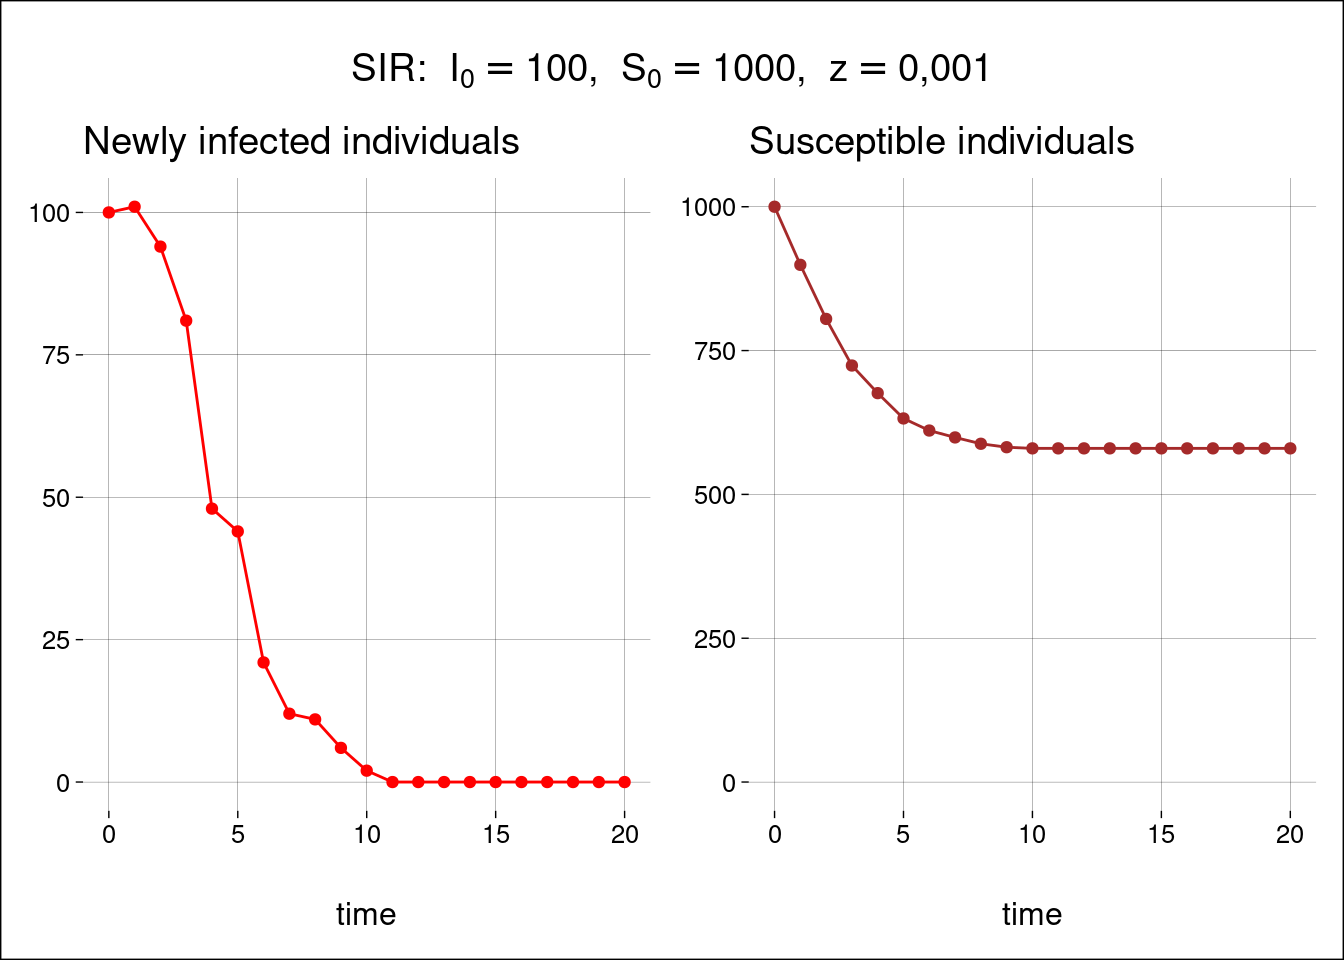 SIR:  I₀ = 100,  S₀ = 1000,  z = 0,001
Newly infected individuals
100
75
50
25
0
0 5 10 15 20
time
Susceptible individuals
1000
750
500
250
0
0 5 10 15 20
time